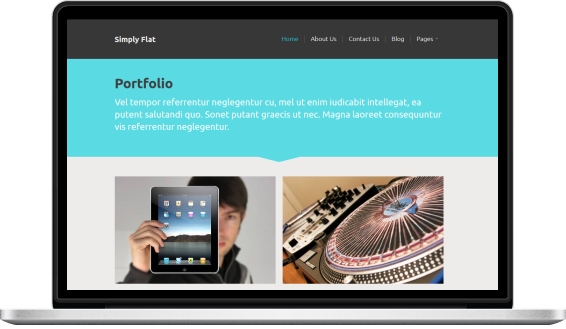 Simply Flat
Home About Us Contact Us Blog Pages
Portfolio
Vel tempor referrentur neglegentur cu, mel ut enim iudicabit intellegat, ea
putent salutandi quo. Sonet putant graecis ut nec. Magna laoreet consequuntur
vis referrentur neglegentur.